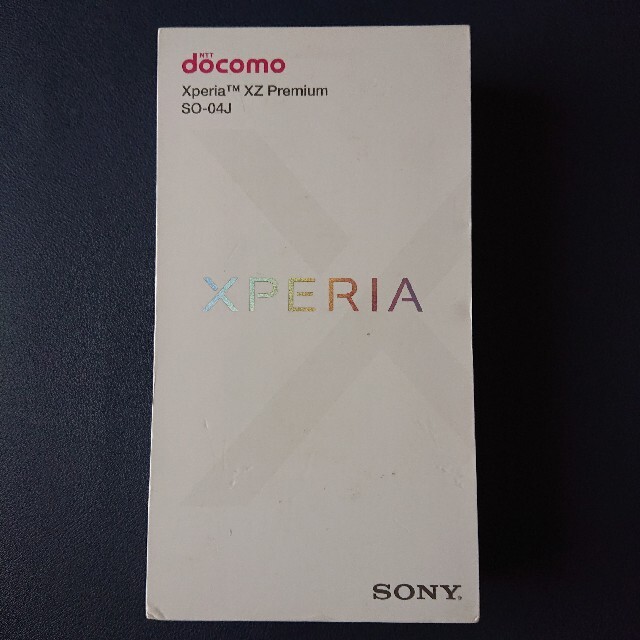 NTT
docomo
Xperia™ XZ Premium
SO-04J
XPERIA
SONY.